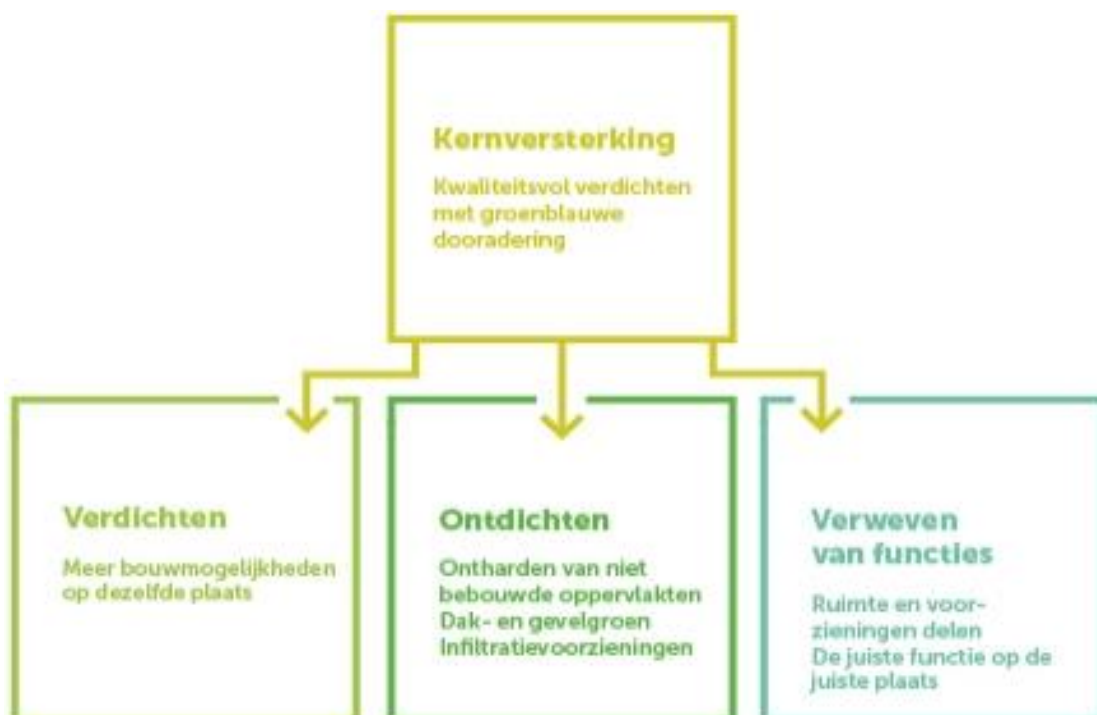 Kernversterking
Kwaliteitsvol verdichten
met groenblauwe
dooradering
Verdichten
Meer bouwmogelijkheden
op dezelfde plaats
Ontdichten
Ontharden van niet
bebouwde oppervlakten
Dak- en gevelgroen
Infiltratievoorzieningen
Verweven
van functies
Ruimte en voor-
zieningen delen
De juiste functie op de
juiste plaats